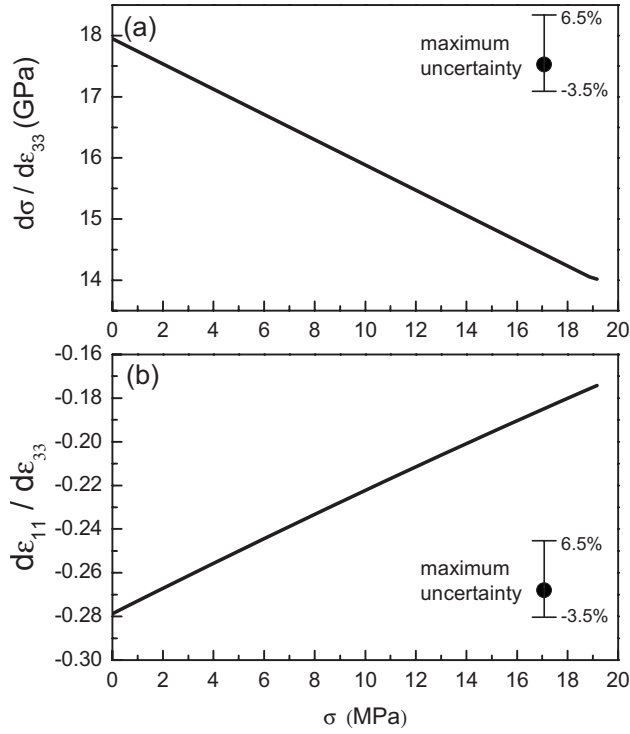 (a)
maximum
uncertainty
6.5%
-3.5%
dσ / dε₃₃ (GPa)
18
17
16
15
14
0 2 4 6 8 10 12 14 16 18 20
(b)
-0.16
-0.18
-0.20
-0.22
-0.24
-0.26
-0.28
-0.30
dε₁₁ / dε₃₃
maximum
uncertainty
6.5%
-3.5%
0 2 4 6 8 10 12 14 16 18 20
σ (MPa)